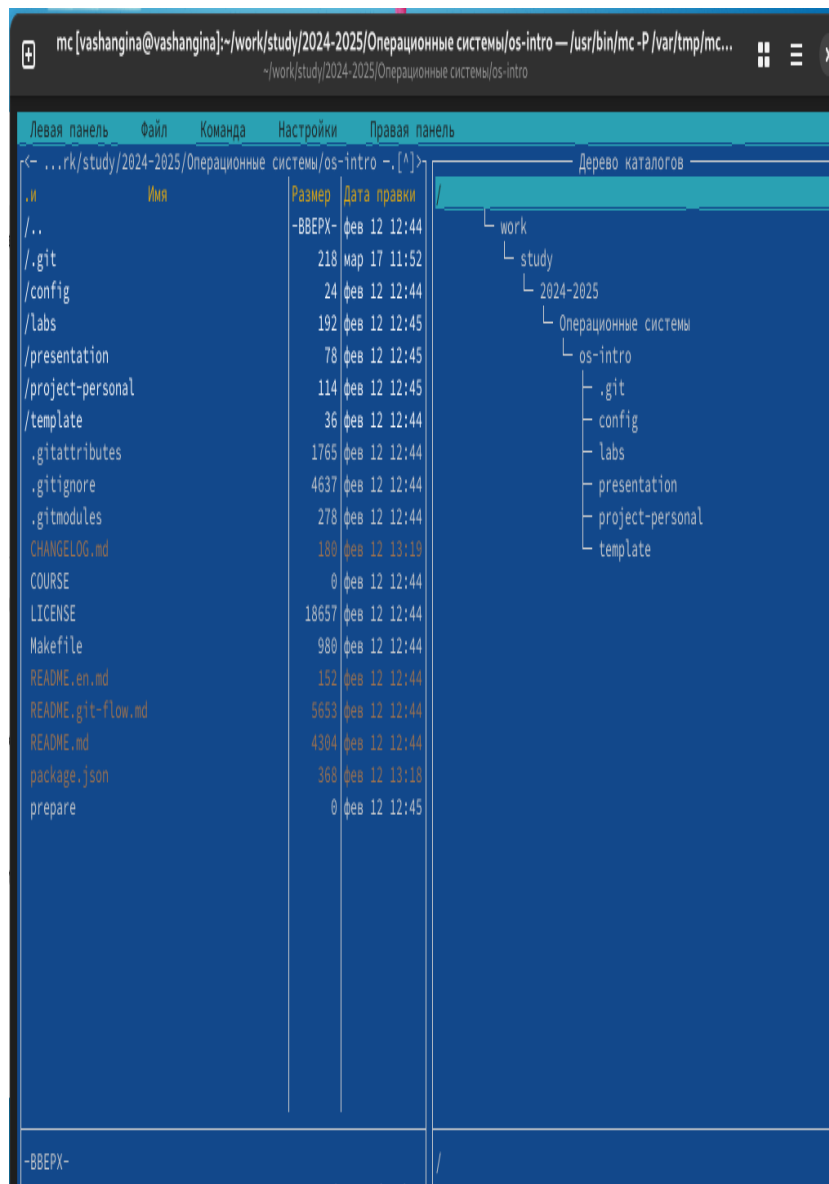 mc [vashangina@vashangina]:~/work/study/2024-2025/Операционные системы/os-intro — /usr/bin/mc -P /var/tmp/mc...
~/work/study/2024-2025/Операционные системы/os-intro
Левая панель Файл Команда Настройки Правая панель
<- ...rk/study/2024-2025/Операционные системы/os-intro -.[^]>
.и Имя Размер Дата правки
/.. -ВВЕРХ- фев 12 12:44
/.git 218 мар 17 11:52
/config 24 фев 12 12:44
/labs 192 фев 12 12:45
/presentation 78 фев 12 12:45
/project-personal 114 фев 12 12:45
/template 36 фев 12 12:44
.gitattributes 1765 фев 12 12:44
.gitignore 4637 фев 12 12:44
.gitmodules 278 фев 12 12:44
CHANGELOG.md 180 фев 12 13:19
COURSE 0 фев 12 12:44
LICENSE 18657 фев 12 12:44
Makefile 980 фев 12 12:44
README.en.md 152 фев 12 12:44
README.git-flow.md 5653 фев 12 12:44
README.md 4304 фев 12 12:44
package.json 368 фев 12 13:18
prepare 0 фев 12 12:45
-ВВЕРХ-
Дерево каталогов
/
work
study
2024-2025
Операционные системы
os-intro
.git
config
labs
presentation
project-personal
template
/